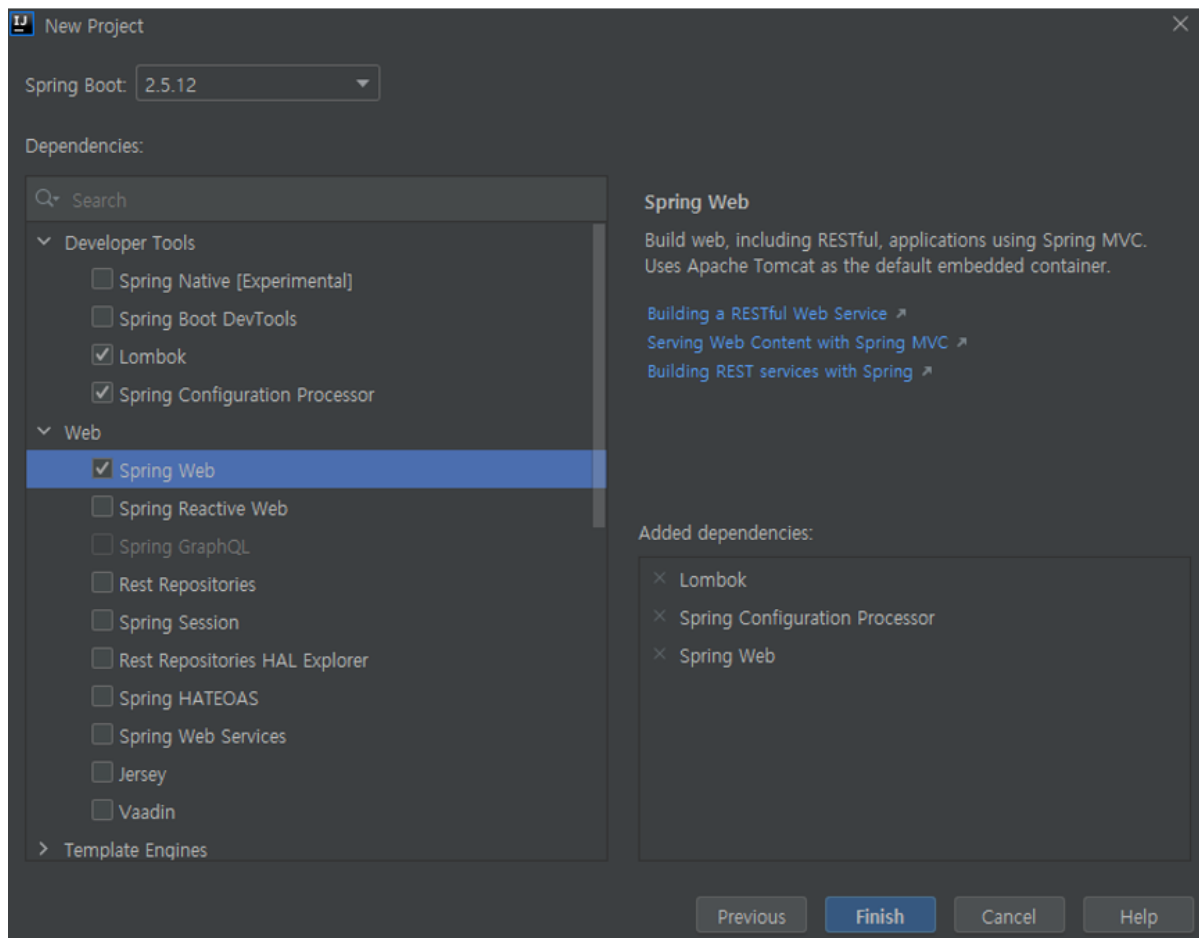 IJ New Project
Spring Boot: 2.5.12
Dependencies:
Search
Developer Tools
Spring Native [Experimental]
Spring Boot DevTools
Lombok
Spring Configuration Processor
Web
Spring Web
Spring Reactive Web
Spring GraphQL
Rest Repositories
Spring Session
Rest Repositories HAL Explorer
Spring HATEOAS
Spring Web Services
Jersey
Vaadin
Template Engines
Spring Web
Build web, including RESTful, applications using Spring MVC.
Uses Apache Tomcat as the default embedded container.
Building a RESTful Web Service
Serving Web Content with Spring MVC
Building REST services with Spring
Added dependencies:
Lombok
Spring Configuration Processor
Spring Web
Previous Finish Cancel Help